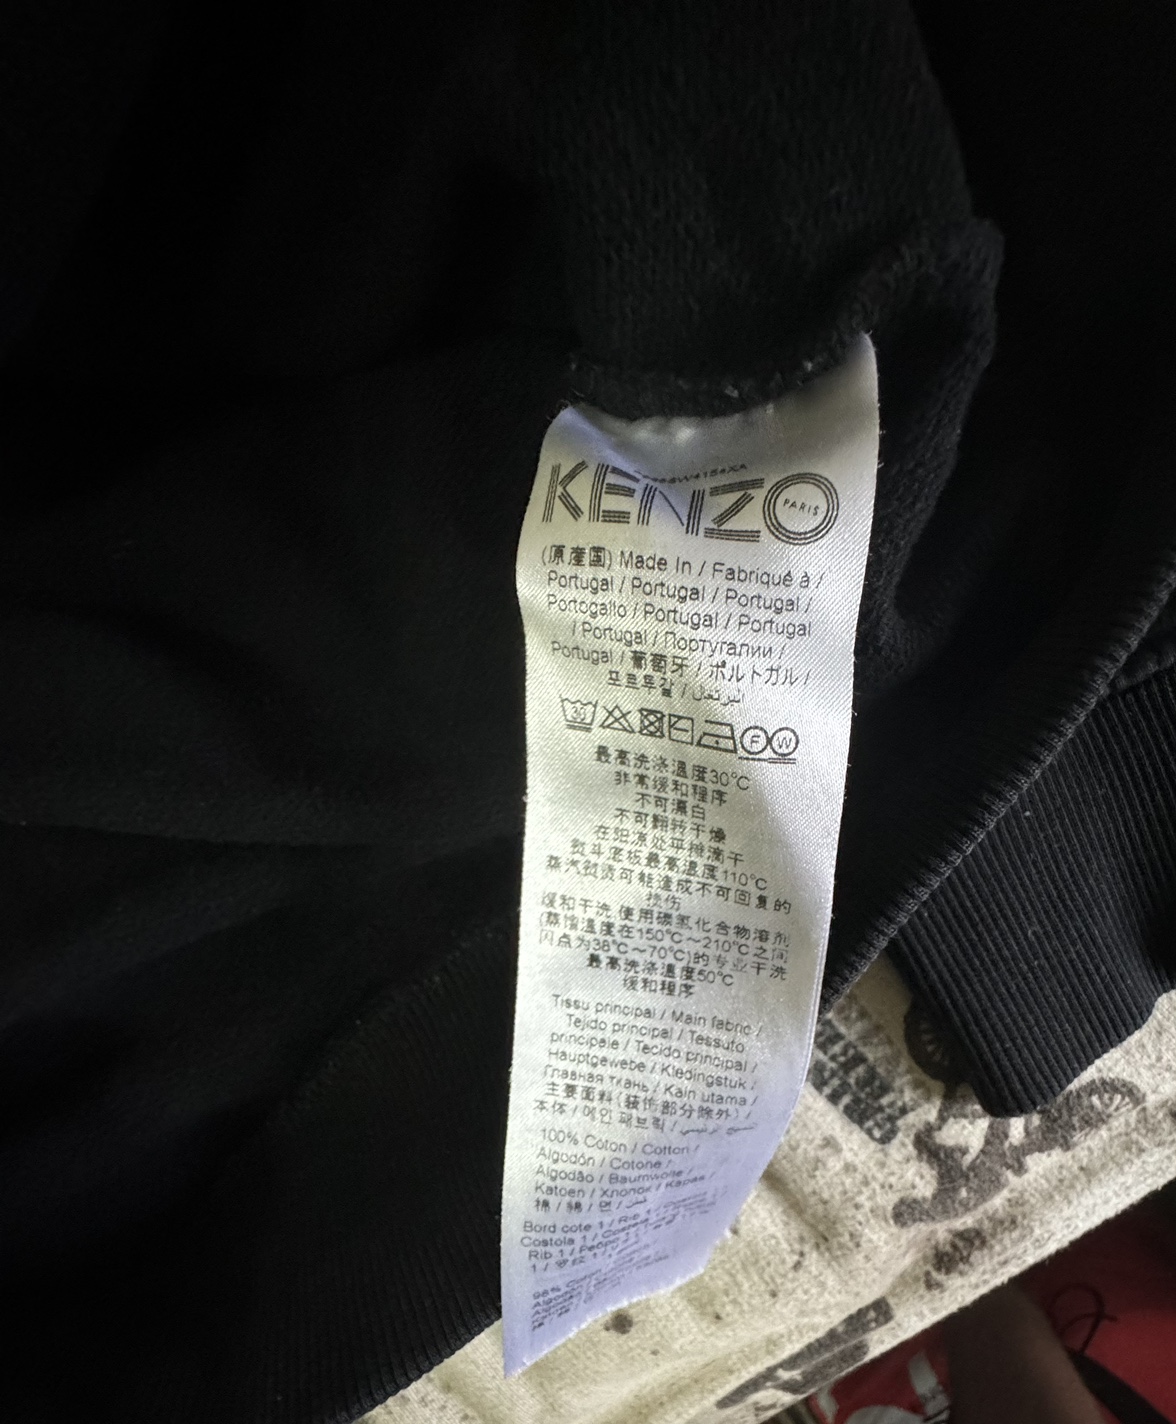 KENZO
PARIS
(原産国) Made In / Fabriqué à /
Portugal / Portugal / Portugal /
Portogallo / Portugal / Portugal
/ Portugal / Португалии /
Portugal / 葡萄牙 / ポルトガル /
포르투갈 /
30
F W
最高洗涤温度30℃
非常缓和程序
不可漂白
不可翻转干燥
在阴凉处平摊滴干
熨斗底板最高温度110℃
蒸汽熨烫可能造成不可回复的
损伤
缓和干洗使用碳氢化合物溶剂
(蒸馏温度在150℃~210℃之间
闪点为38℃~70℃)的专业干洗
最高洗涤温度50℃
缓和程序
Tissu principal / Main fabric /
Tejido principal / Tessuto
principale / Tecido principal /
Hauptgewebe / Kledingstuk /
Главная ткань / Kain utama /
主要面料(装饰部分除外) /
本体 / 메인 패브릭 /
100% Coton / Cotton /
Algodón / Cotone /
Algodão / Baumwolle /
Katoen / Хлопок / Kapas /
棉 / 綿 / 면 /
Bord cote 1 / Rib 1 /
Costola 1 /
Rib 1 /
1 / 罗纹 1 /
98%